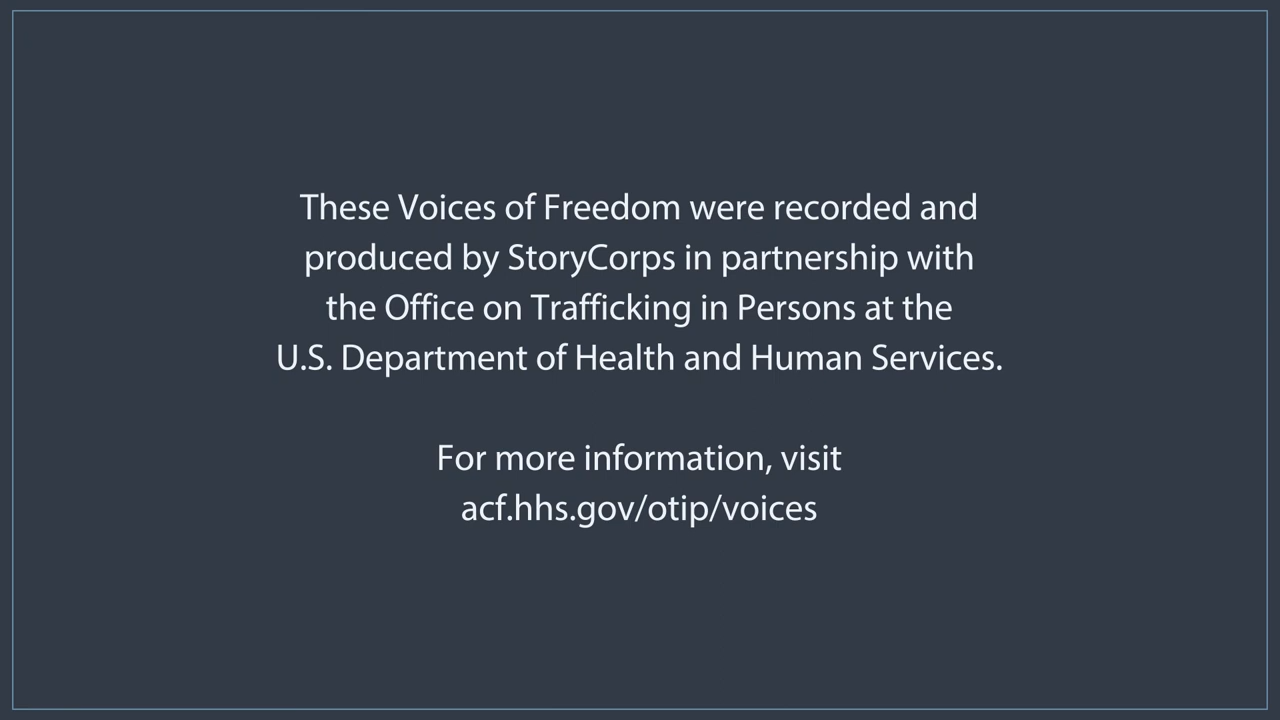 These Voices of Freedom were recorded and
produced by StoryCorps in partnership with
the Office on Trafficking in Persons at the
U.S. Department of Health and Human Services.
For more information, visit
acf.hhs.gov/otip/voices